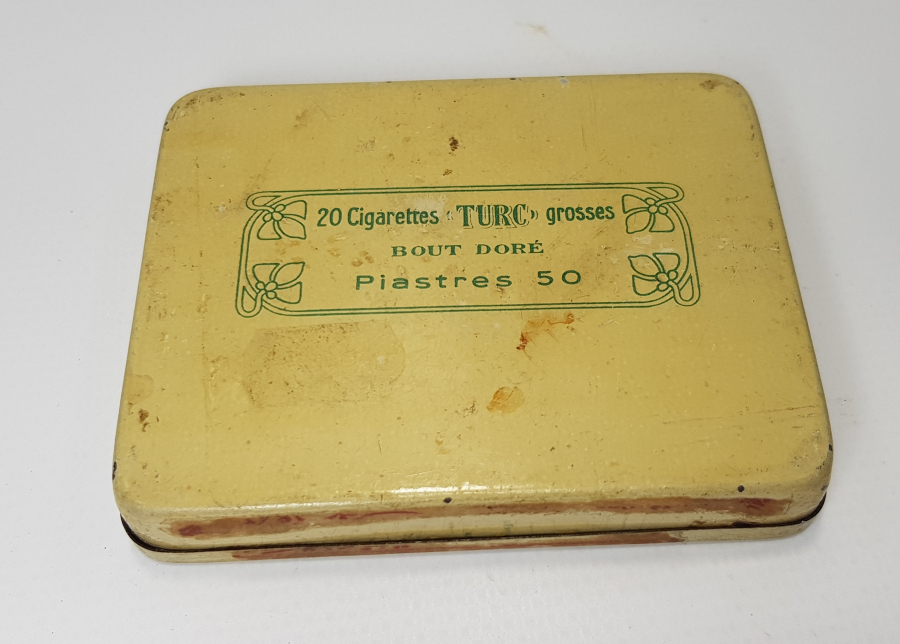 20 Cigarettes «TURC» grosses
BOUT DORÉ
Piastres 50